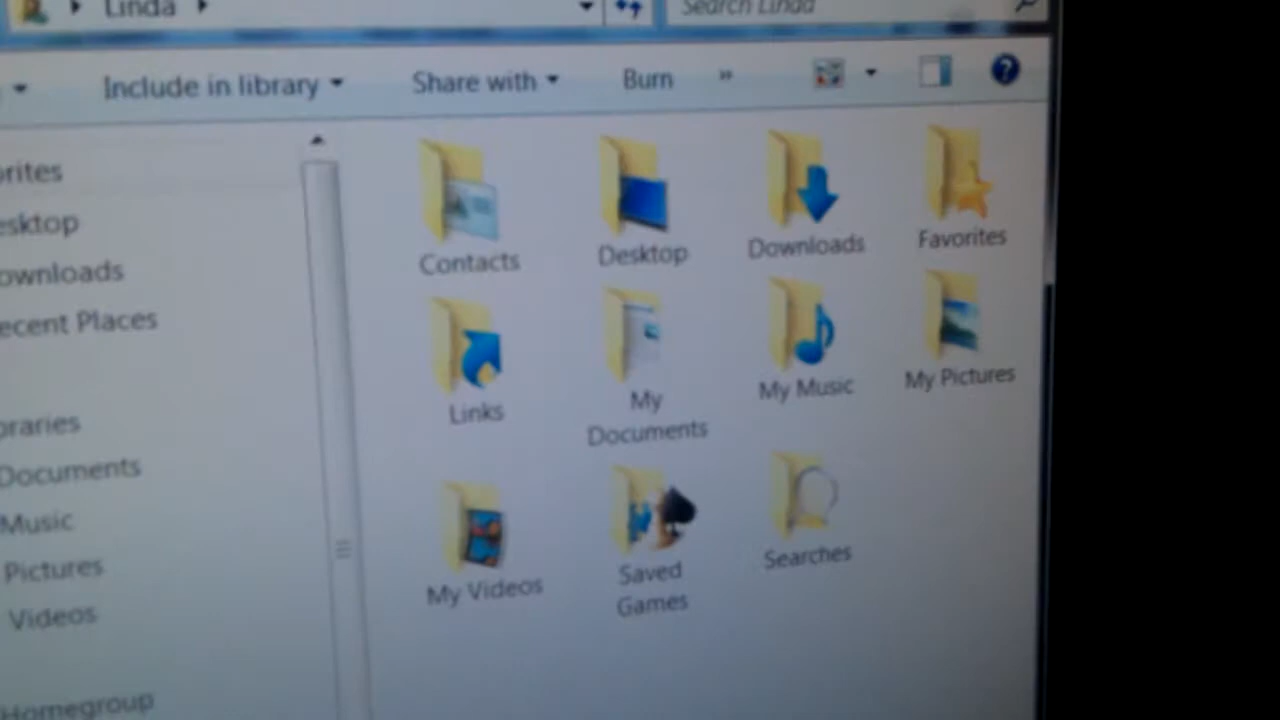 Linda
Search Linda
Include in library
Share with
Burn
»
orites
esktop
ownloads
ecent Places
braries
Documents
Music
Pictures
Videos
Homegroup
Contacts
Desktop
Downloads
Favorites
Links
My
Documents
My Music
My Pictures
My Videos
Saved
Games
Searches